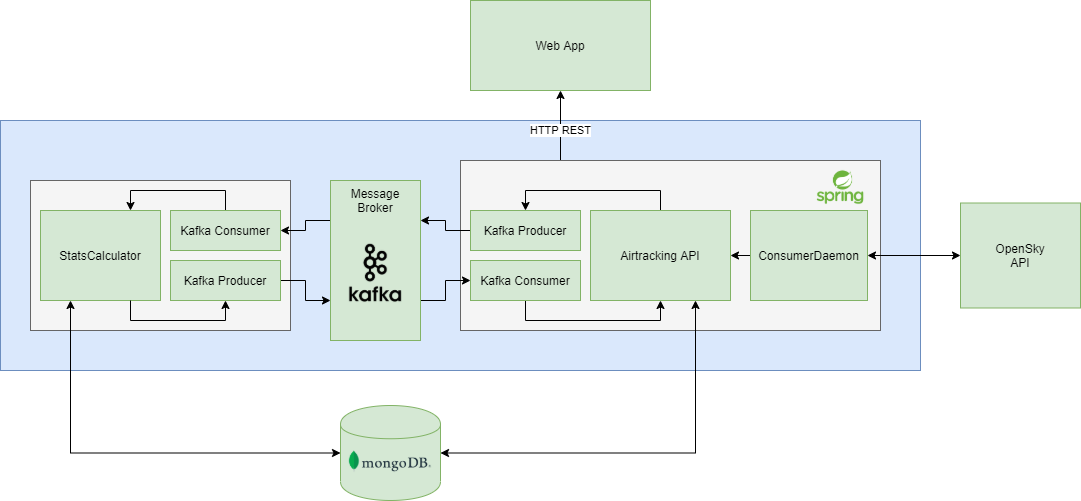 Web App
HTTP REST
Message
Broker
spring
Kafka Consumer
Kafka Producer
StatsCalculator
Airtracking API
ConsumerDaemon
OpenSky
API
Kafka Producer
kafka
Kafka Consumer
mongoDB.